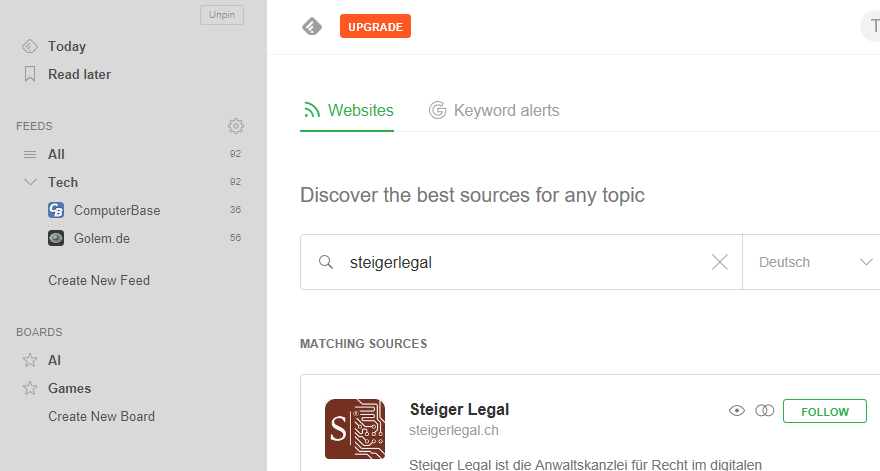 Unpin
Today
Read later
FEEDS
All 92
Tech 92
ComputerBase 36
Golem.de 56
Create New Feed
BOARDS
AI
Games
Create New Board
UPGRADE
T
Websites
Keyword alerts
Discover the best sources for any topic
steigerlegal
Deutsch
MATCHING SOURCES
S
Steiger Legal
FOLLOW
steigerlegal.ch
Steiger Legal ist die Anwaltskanzlei für Recht im digitalen